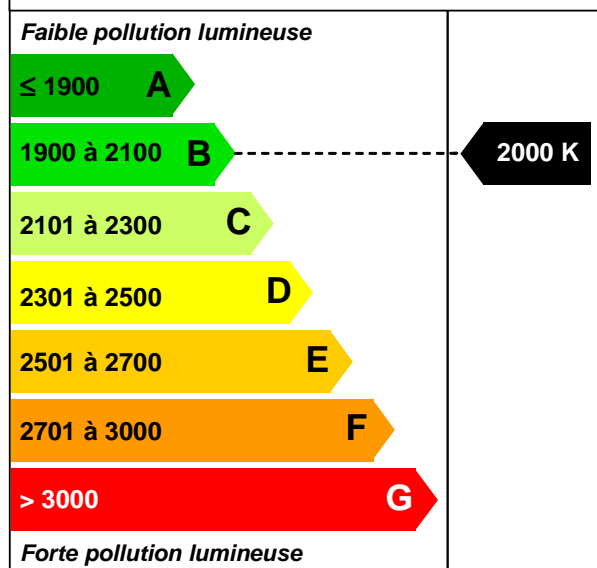 Faible pollution lumineuse
≤ 1900 A
1900 à 2100 B 2000 K
2101 à 2300 C
2301 à 2500 D
2501 à 2700 E
2701 à 3000 F
> 3000 G
Forte pollution lumineuse